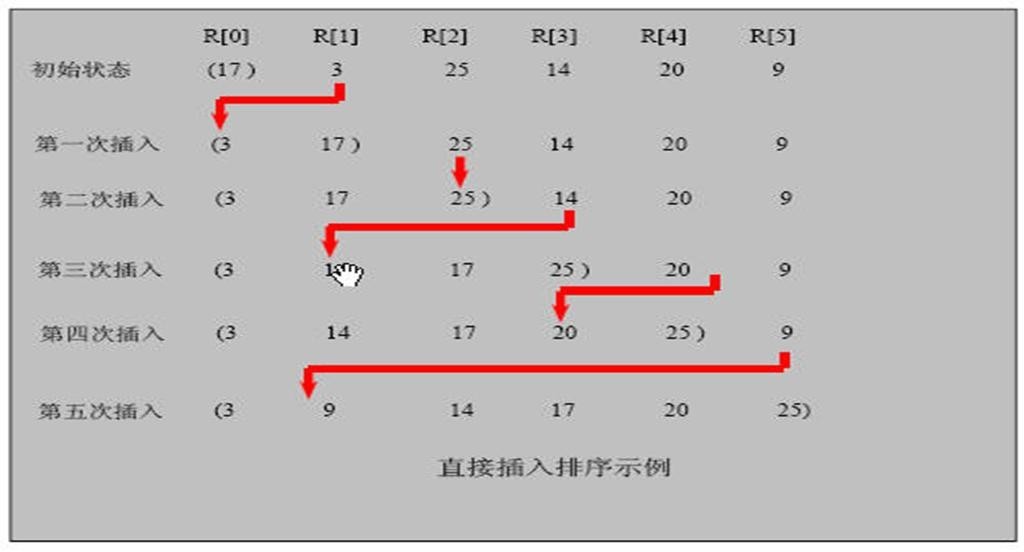 R[0] R[1] R[2] R[3] R[4] R[5]
初始状态 (17 ) 3 25 14 20 9
第一次插入 (3 17 ) 25 14 20 9
第二次插入 (3 17 25 ) 14 20 9
第三次插入 (3 17 25 ) 20 9
第四次插入 (3 14 17 20 25 ) 9
第五次插入 (3 9 14 17 20 25)
直接插入排序示例